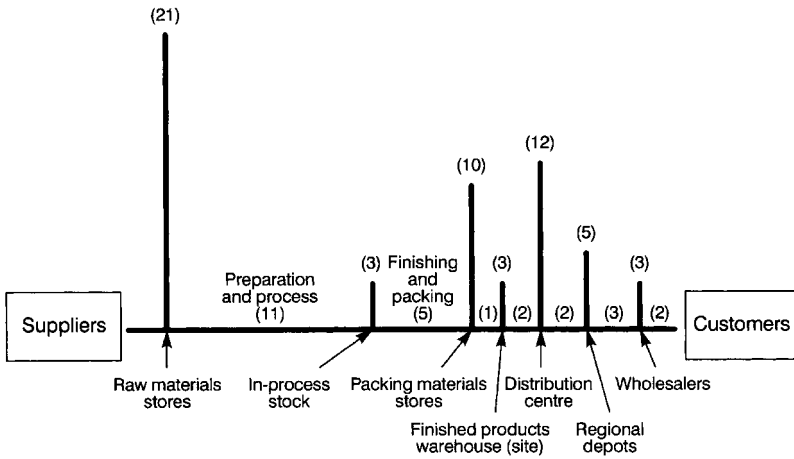 (21)
(12)
(10)
(5)
(3)
Finishing
and
packing
(5)
(3)
(3)
Preparation
and process
(11)
(1)
(2)
(2)
(3)
(2)
Suppliers
Customers
Raw materials
stores
In-process
stock
Packing materials
stores
Distribution
centre
Wholesalers
Finished products
warehouse (site)
Regional
depots